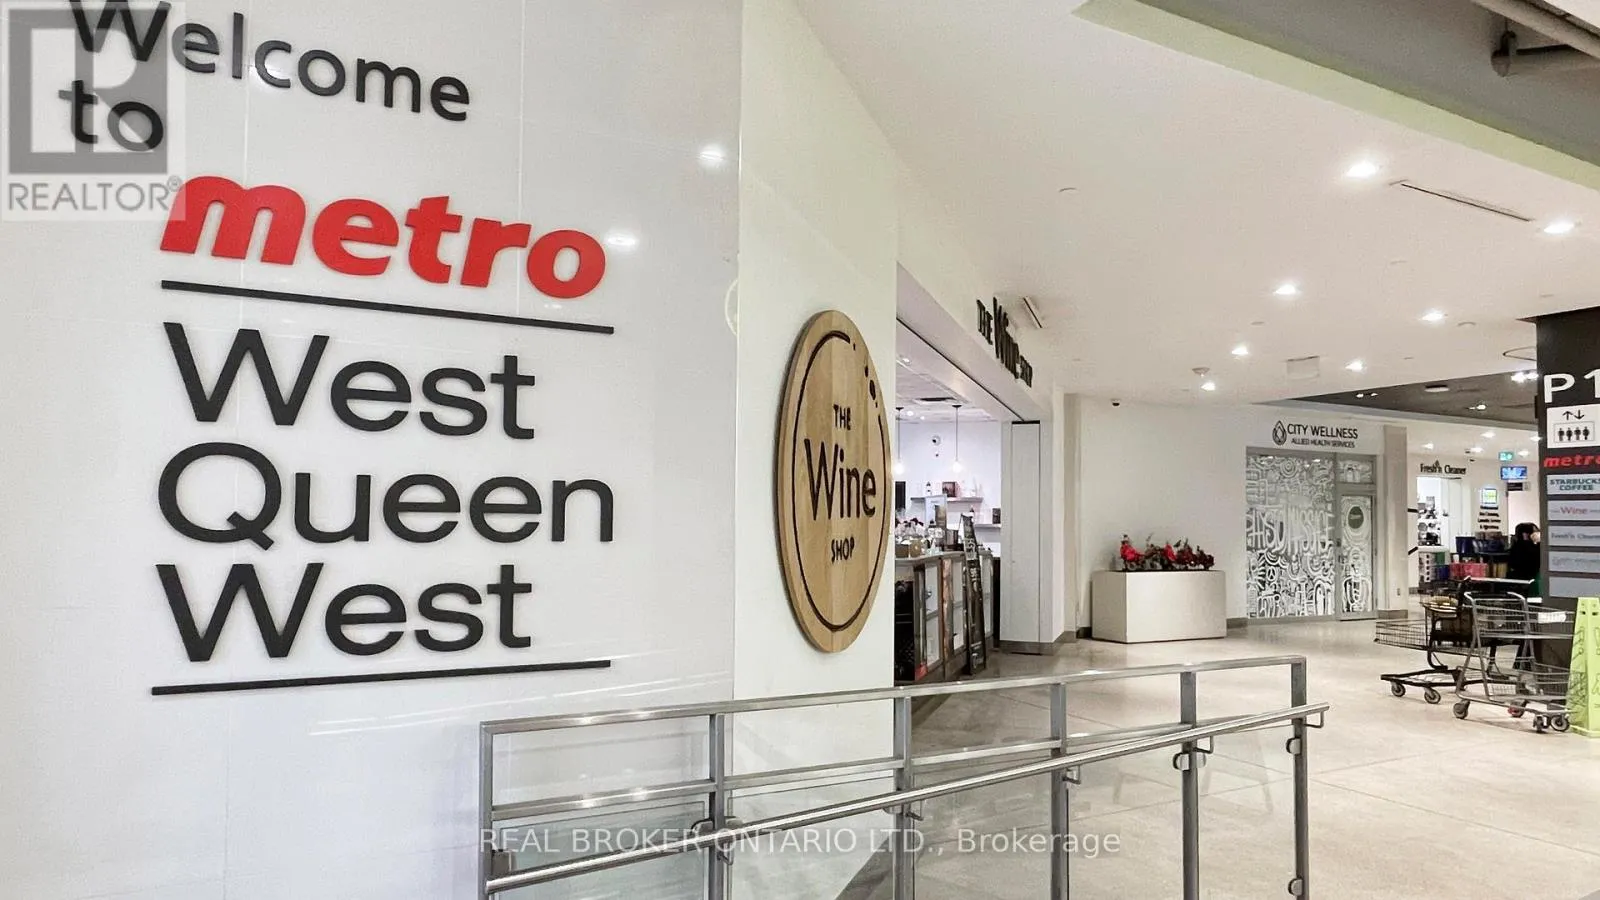 Welcome
to
metro
West
Queen
West
REALTOR®
THE
Wine
SHOP
THE Wine SHOP
CITY WELLNESS
ALLIED HEALTH SERVICES
Fresh'n Cleaner
P1
metro
STARBUCKS
COFFEE
Wine
REAL BROKER ONTARIO LTD., Brokerage